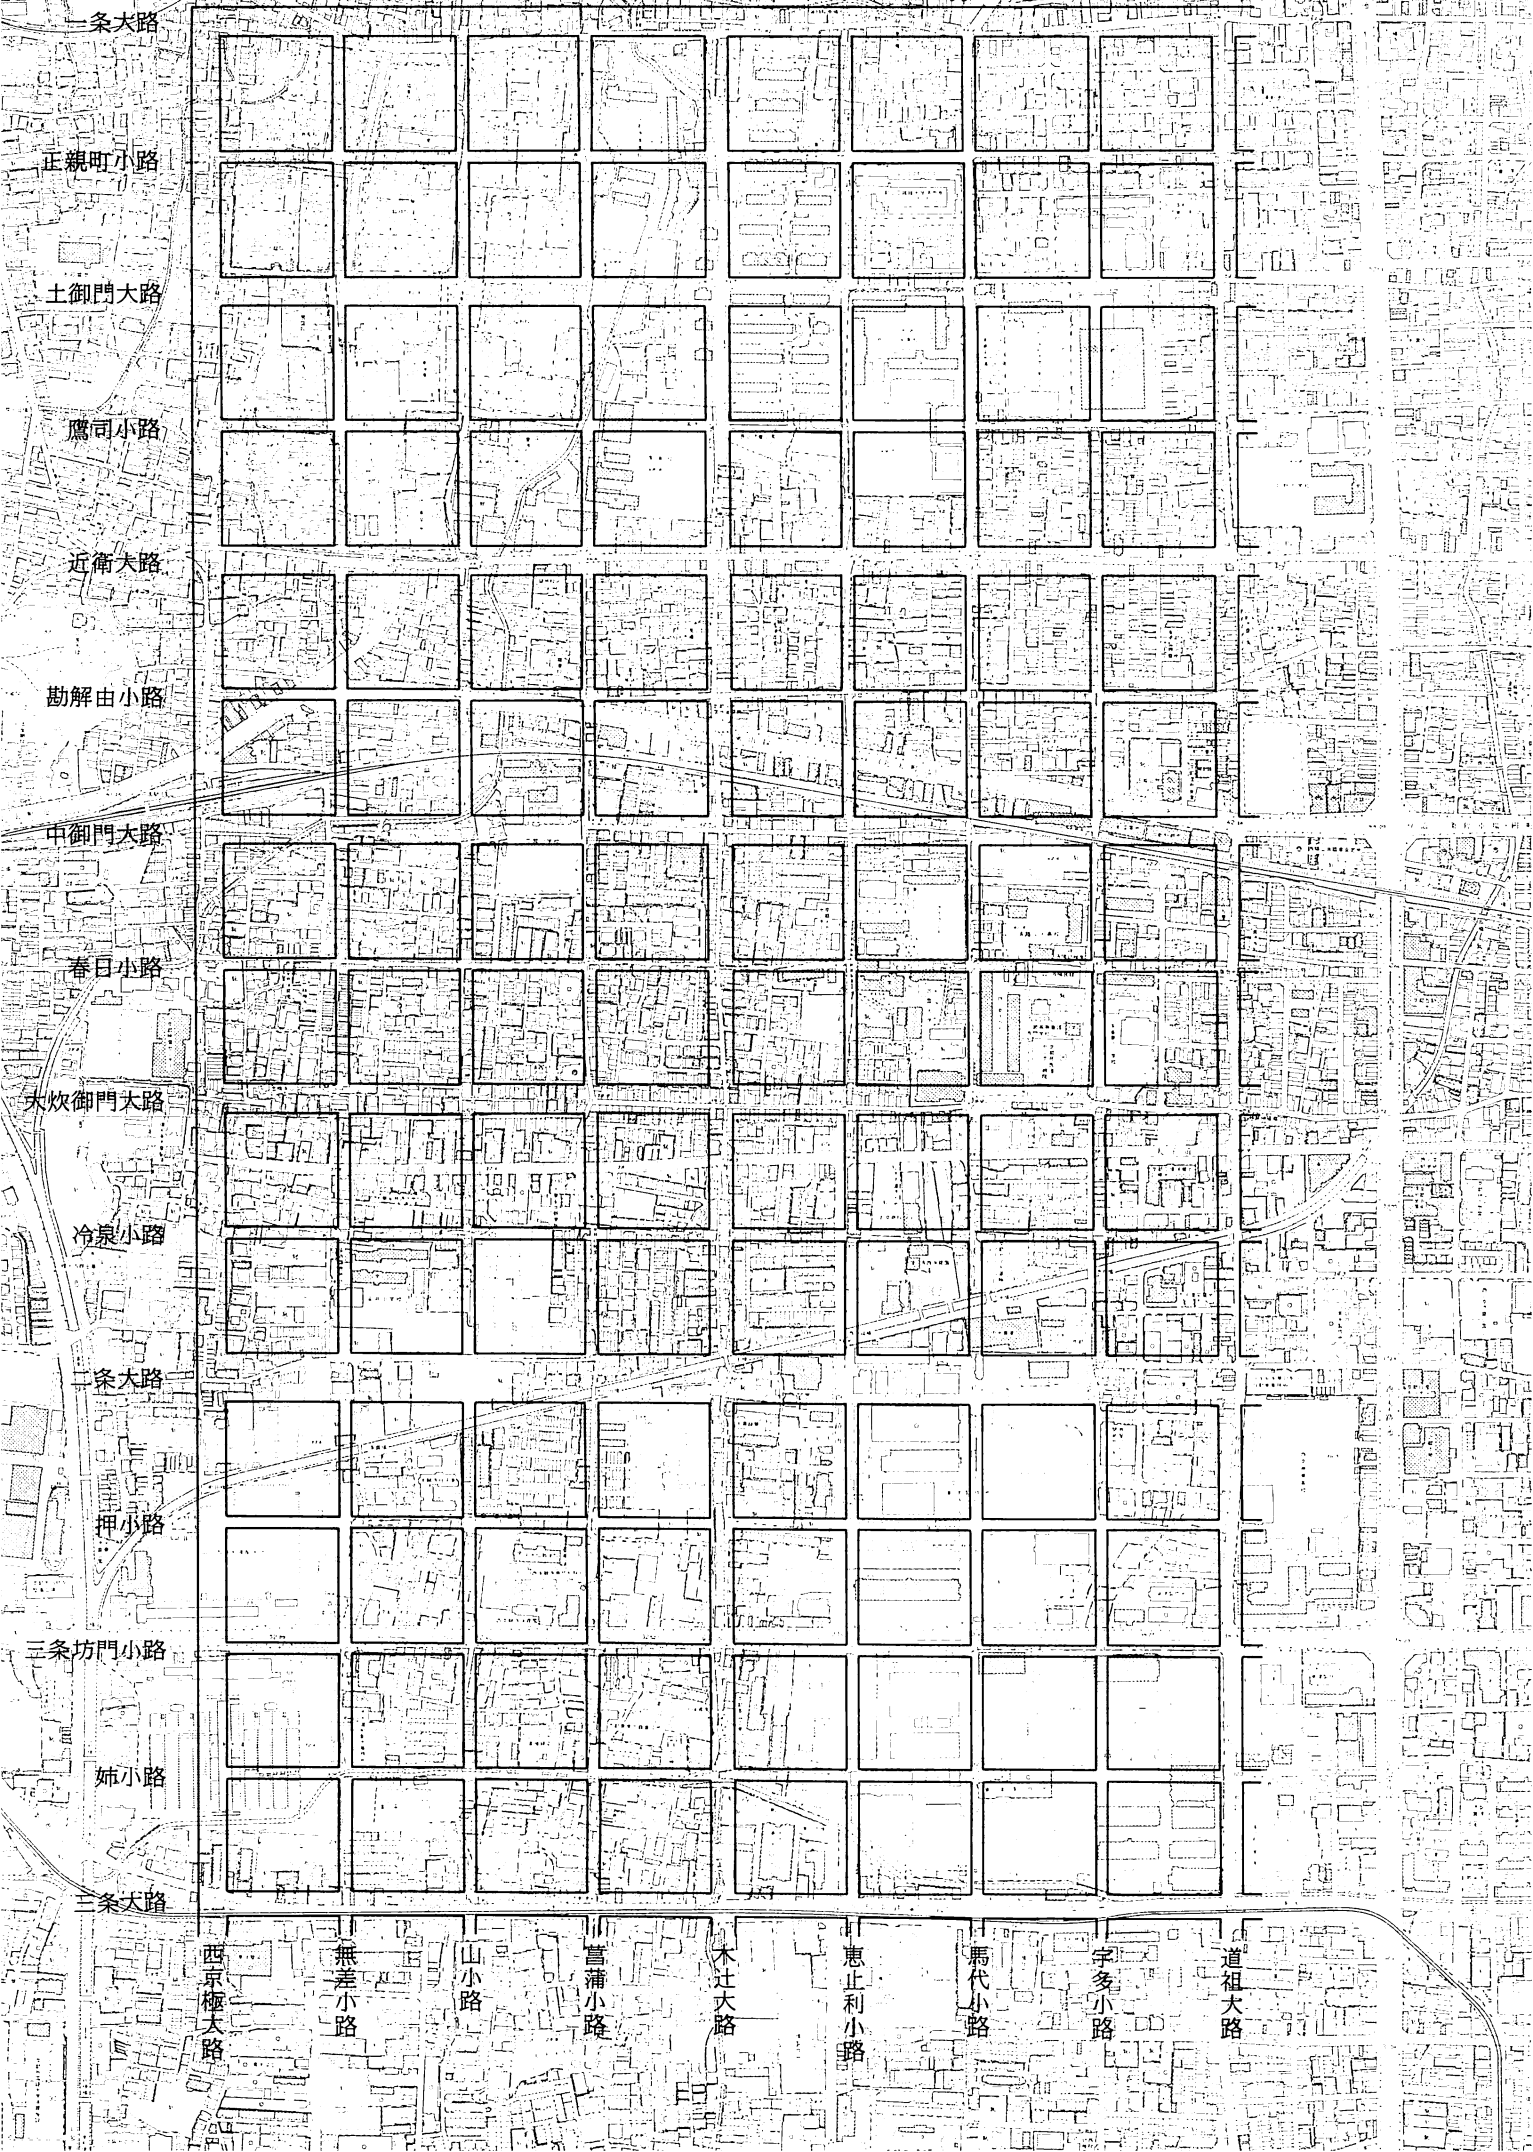 一条大路
正親町小路
土御門大路
鷹司小路
近衛大路
勘解由小路
中御門大路
春日小路
大炊御門大路
冷泉小路
二条大路
押小路
三条坊門小路
姉小路
三条大路
西京極大路
無差小路
山小路
菖蒲小路
木辻大路
恵止利小路
馬代小路
宇多小路
道祖大路